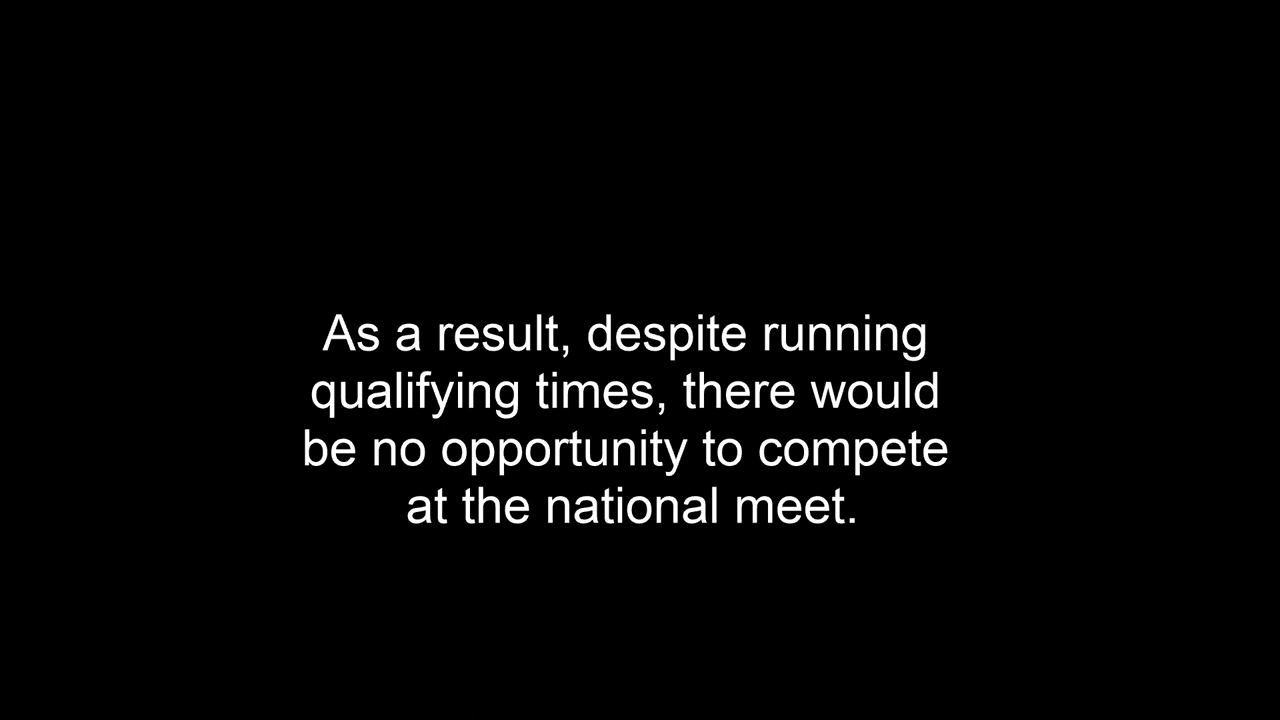 As a result, despite running
qualifying times, there would
be no opportunity to compete
at the national meet.